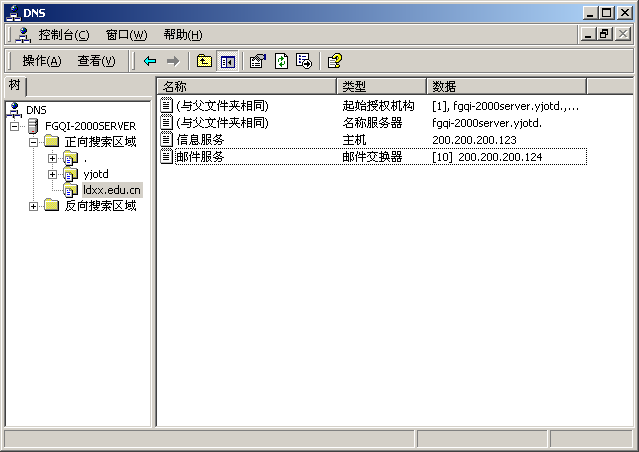 DNS
控制台(C) 窗口(W) 帮助(H)
操作(A) 查看(V)
树
DNS
FGQI-2000SERVER
正向搜索区域
.
yjotd
ldxx.edu.cn
反向搜索区域
名称 类型 数据
(与父文件夹相同) 起始授权机构 [1], fgqi-2000server.yjotd.,...
(与父文件夹相同) 名称服务器 fgqi-2000server.yjotd.
信息服务 主机 200.200.200.123
邮件服务 邮件交换器 [10] 200.200.200.124